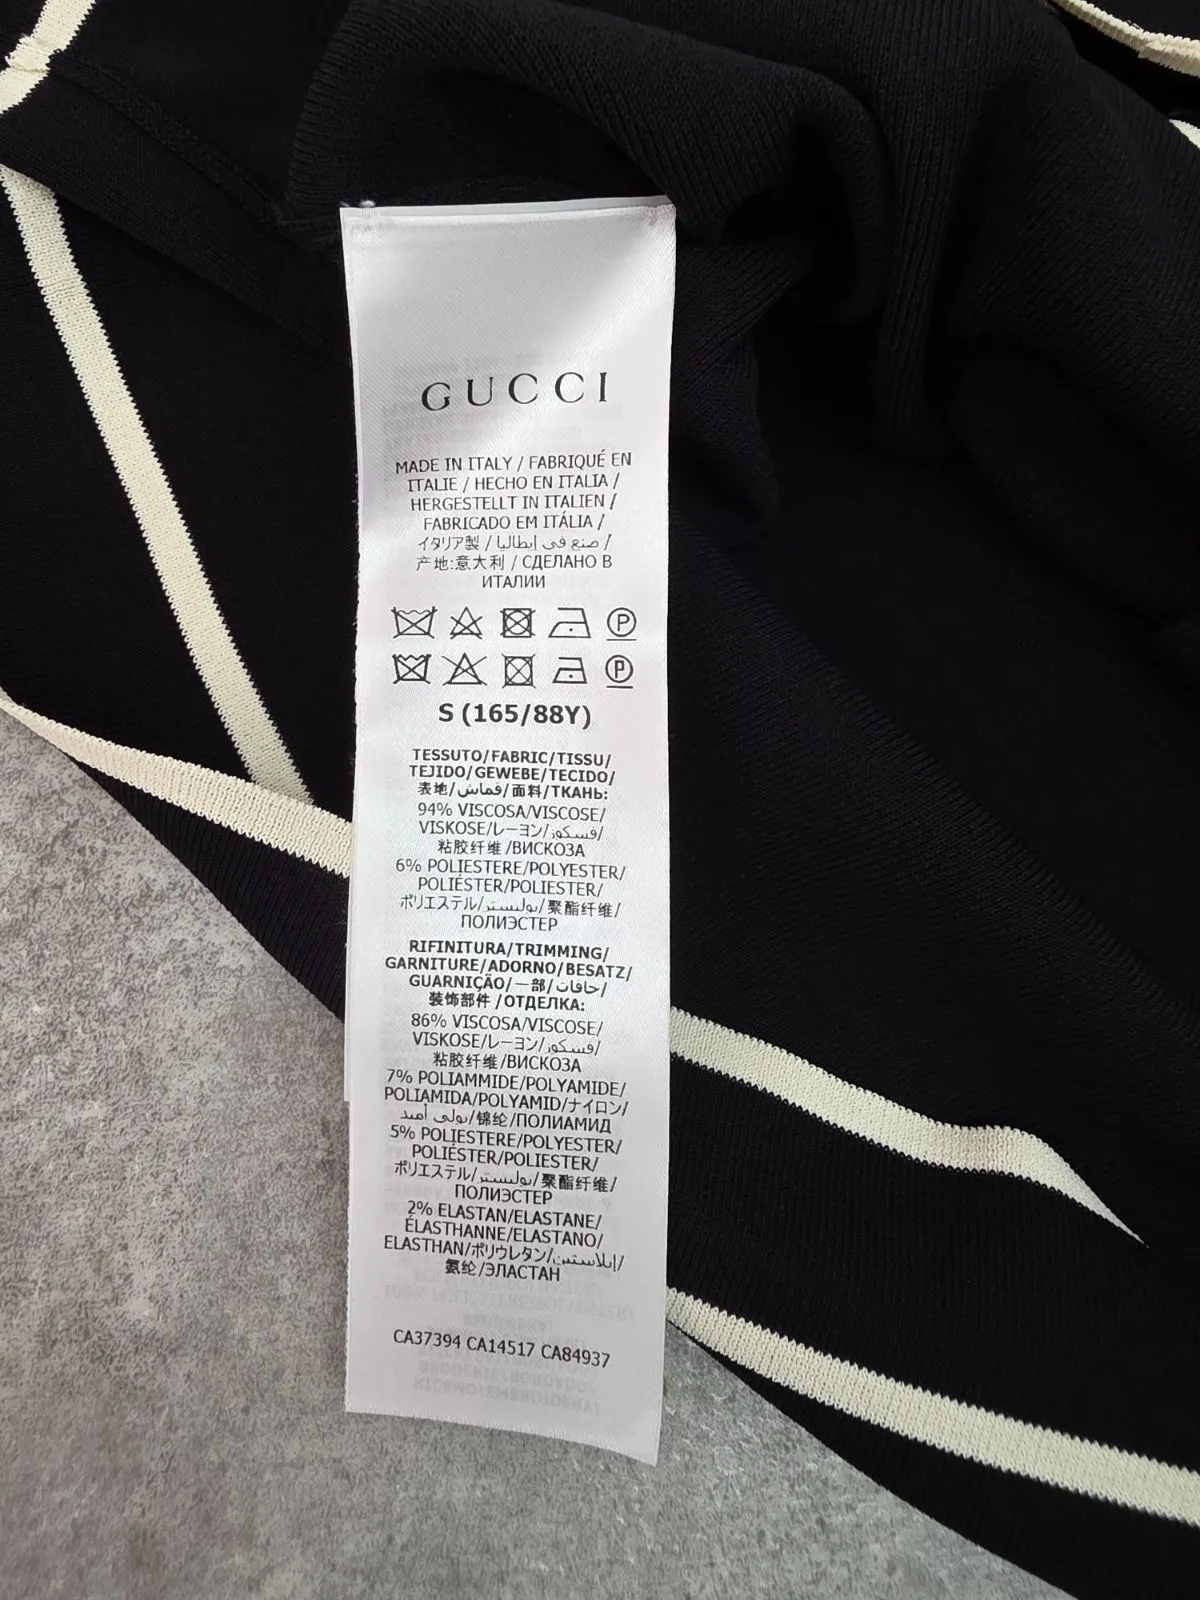 GUCCI
MADE IN ITALY / FABRIQUÉ EN
ITALIE / HECHO EN ITALIA /
HERGESTELLT IN ITALIEN /
FABRICADO EM ITÁLIA /
イタリア製 / صنع في إيطاليا /
产地:意大利 / СДЕЛАНО В
ИТАЛИИ
S (165/88Y)
TESSUTO/FABRIC/TISSU/
TEJIDO/GEWEBE/TECIDO/
表地/قماش/面料/ТКАНЬ:
94% VISCOSA/VISCOSE/
VISKOSE/レーヨン/فسكوز/
粘胶纤维/ВИСКОЗА
6% POLIESTERE/POLYESTER/
POLIÉSTER/POLIESTER/
ポリエステル/بوليستر/聚酯纤维/
ПОЛИЭСТЕР
RIFINITURA/TRIMMING/
GARNITURE/ADORNO/BESATZ/
GUARNIÇÃO/一部/حافات/
装饰部件/ОТДЕЛКА:
86% VISCOSA/VISCOSE/
VISKOSE/レーヨン/فسكوز/
粘胶纤维/ВИСКОЗА
7% POLIAMMIDE/POLYAMIDE/
POLIAMIDA/POLYAMID/ナイロン/
بولي أميد/锦纶/ПОЛИАМИД
5% POLIESTERE/POLYESTER/
POLIÉSTER/POLIESTER/
ポリエステル/بوليستر/聚酯纤维/
ПОЛИЭСТЕР
2% ELASTAN/ELASTANE/
ÉLASTHANNE/ELASTANO/
ELASTHAN/ポリウレタン/إيلاستين/
氨纶/ЭЛАСТАН
CA37394 CA14517 CA84937